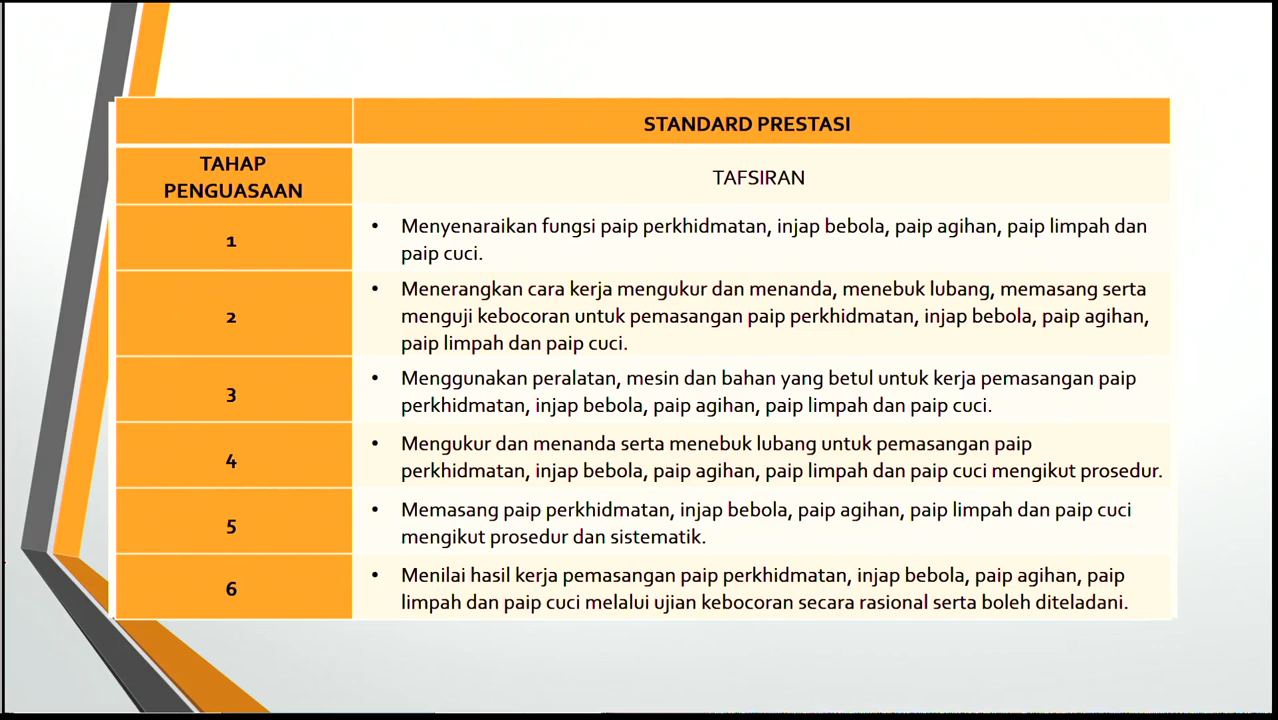 STANDARD PRESTASI
TAHAP
PENGUASAAN
TAFSIRAN
1
• Menyenaraikan fungsi paip perkhidmatan, injap bebola, paip agihan, paip limpah dan
paip cuci.
2
• Menerangkan cara kerja mengukur dan menanda, menebuk lubang, memasang serta
menguji kebocoran untuk pemasangan paip perkhidmatan, injap bebola, paip agihan,
paip limpah dan paip cuci.
3
• Menggunakan peralatan, mesin dan bahan yang betul untuk kerja pemasangan paip
perkhidmatan, injap bebola, paip agihan, paip limpah dan paip cuci.
4
• Mengukur dan menanda serta menebuk lubang untuk pemasangan paip
perkhidmatan, injap bebola, paip agihan, paip limpah dan paip cuci mengikut prosedur.
5
• Memasang paip perkhidmatan, injap bebola, paip agihan, paip limpah dan paip cuci
mengikut prosedur dan sistematik.
6
• Menilai hasil kerja pemasangan paip perkhidmatan, injap bebola, paip agihan, paip
limpah dan paip cuci melalui ujian kebocoran secara rasional serta boleh diteladani.